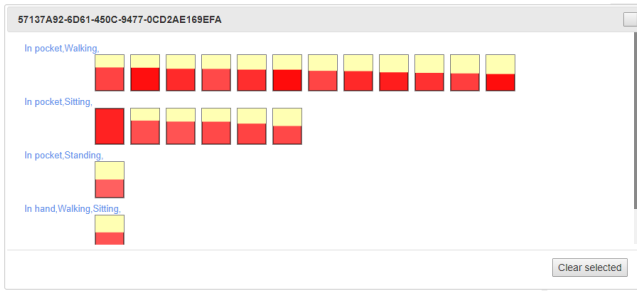 57137A92-6D61-450C-9477-0CD2AE169EFA
In pocket,Walking,
In pocket,Sitting,
In pocket,Standing,
In hand,Walking,Sitting,
Clear selected